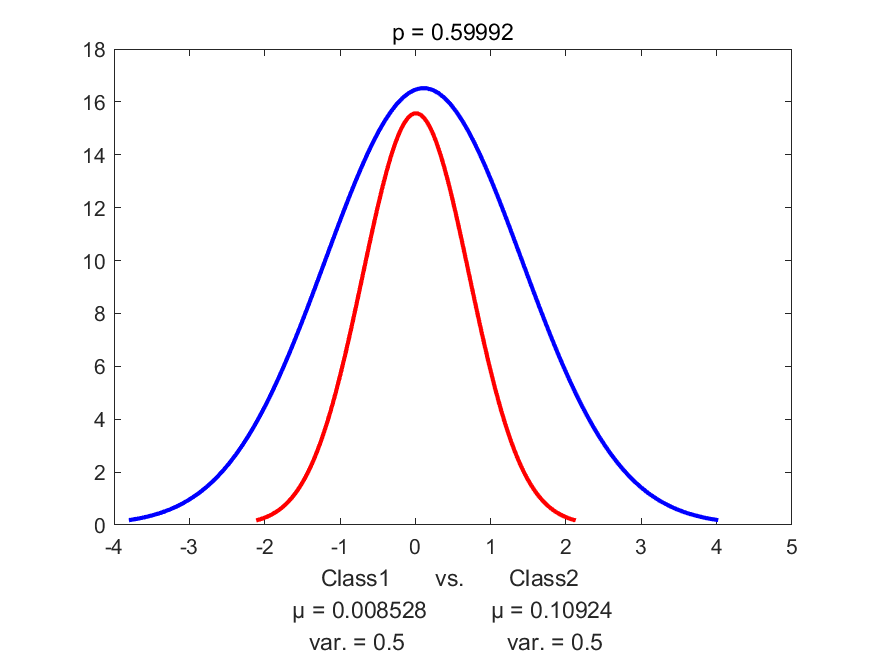 p = 0.59992
18
16
14
12
10
8
6
4
2
0
-4 -3 -2 -1 0 1 2 3 4 5
Class1 vs. Class2
μ = 0.008528 μ = 0.10924
var. = 0.5 var. = 0.5